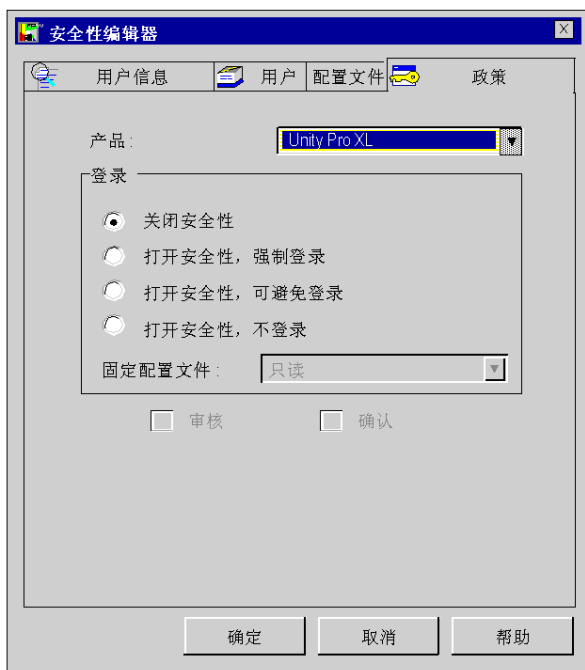 安全性编辑器
用户信息 用户 配置文件 政策
产品: Unity Pro XL
登录
关闭安全性
打开安全性，强制登录
打开安全性，可避免登录
打开安全性，不登录
固定配置文件: 只读
审核 确认
确定 取消 帮助